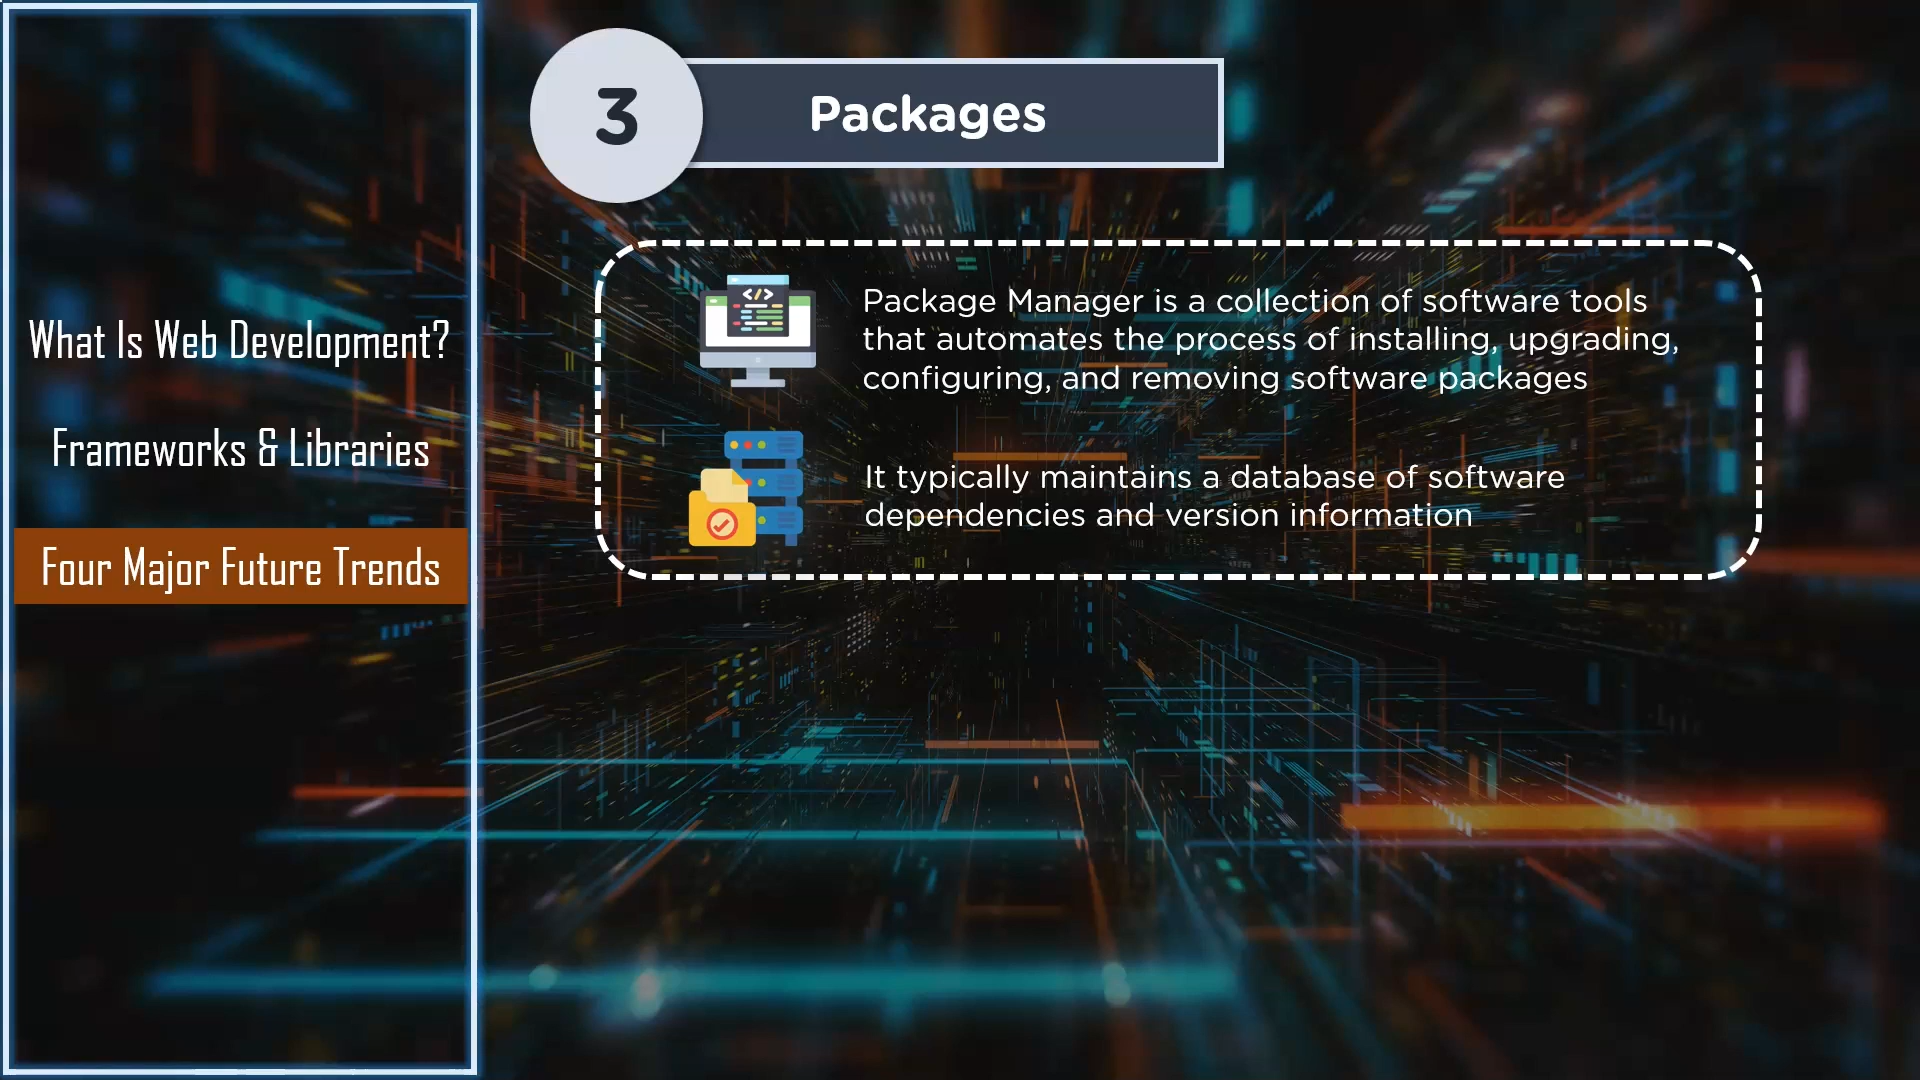 What Is Web Development?
Frameworks & Libraries
Four Major Future Trends
3
Packages
</>
Package Manager is a collection of software tools
that automates the process of installing, upgrading,
configuring, and removing software packages
It typically maintains a database of software
dependencies and version information